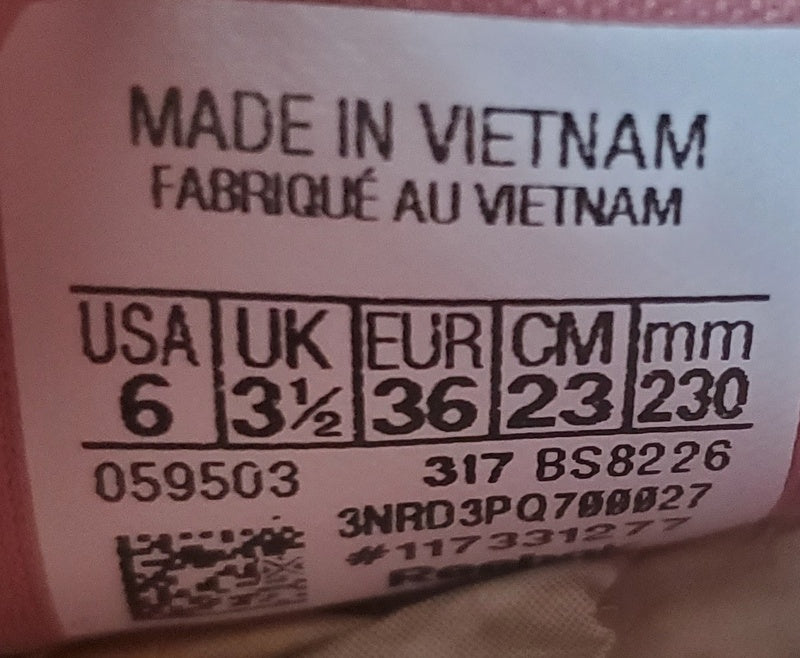 MADE IN VIETNAM
FABRIQUÉ AU VIETNAM
USA UK EUR CM mm
6 3½ 36 23 230
059503 317 BS8226
3NRD3PQ700027
#117331277